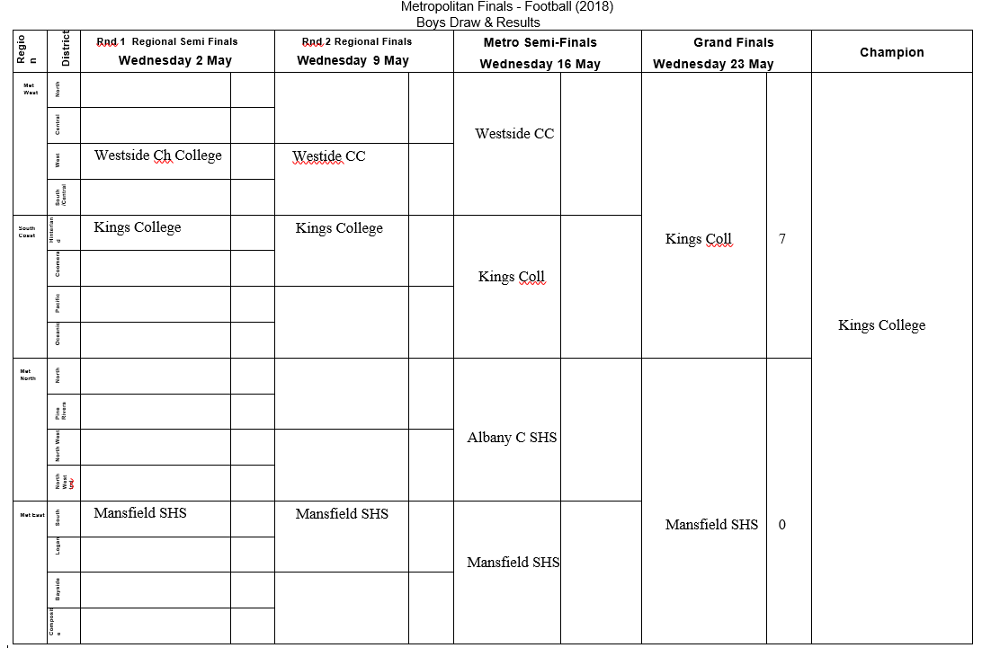 Metropolitan Finals - Football (2018)
Boys Draw & Results
Regio
n
District
Rnd 1 Regional Semi Finals
Wednesday 2 May
Rnd 2 Regional Finals
Wednesday 9 May
Metro Semi-Finals
Wednesday 16 May
Grand Finals
Wednesday 23 May
Champion
Met
West
North
Central
Westside CC
West
Westside Ch College
Westide CC
South
/Central
South
Coast
Hinterlan
d
Kings College
Kings College
Kings Coll 7
Coomera
Kings Coll
Pacific
Oceanic
Kings College
Met
North
North
Pine
Rivers
North West
Albany C SHS
North
West
Met East
South
Mansfield SHS
Mansfield SHS
Mansfield SHS 0
Logan
Mansfield SHS
Bayside
Composit
e